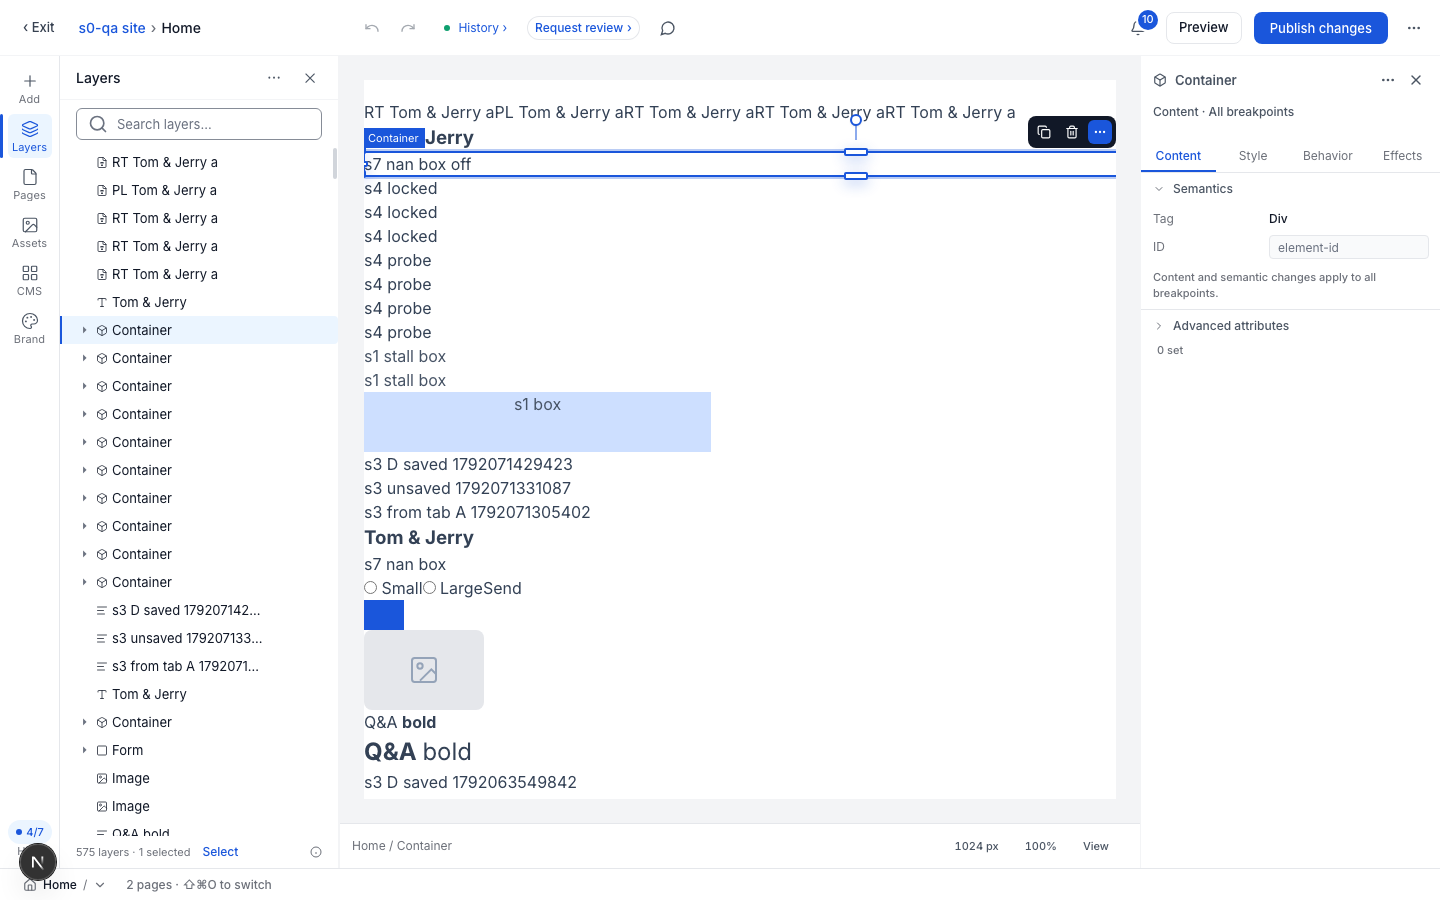 ‹ Exit
s0-qa site › Home
History ›
Request review ›
10
Preview
Publish changes
Add
Layers
Pages
Assets
CMS
Brand
4/7
N
Layers
Search layers...
RT Tom & Jerry a
PL Tom & Jerry a
RT Tom & Jerry a
RT Tom & Jerry a
RT Tom & Jerry a
Tom & Jerry
Container
Container
Container
Container
Container
Container
Container
Container
Container
Container
s3 D saved 179207142...
s3 unsaved 179207133...
s3 from tab A 1792071...
Tom & Jerry
Container
Form
Image
Image
Q&A bold
575 layers · 1 selected Select
RT Tom & Jerry aPL Tom & Jerry aRT Tom & Jerry aRT Tom & Jerry aRT Tom & Jerry a
Container Jerry
s7 nan box off
s4 locked
s4 locked
s4 locked
s4 probe
s4 probe
s4 probe
s4 probe
s1 stall box
s1 stall box
s1 box
s3 D saved 1792071429423
s3 unsaved 1792071331087
s3 from tab A 1792071305402
Tom & Jerry
s7 nan box
Small LargeSend
Q&A bold
Q&A bold
s3 D saved 1792063549842
Home / Container
1024 px
100%
View
Container
Content · All breakpoints
Content Style Behavior Effects
Semantics
Tag Div
ID element-id
Content and semantic changes apply to all
breakpoints.
Advanced attributes
0 set
Home /
2 pages · ⇧⌘O to switch